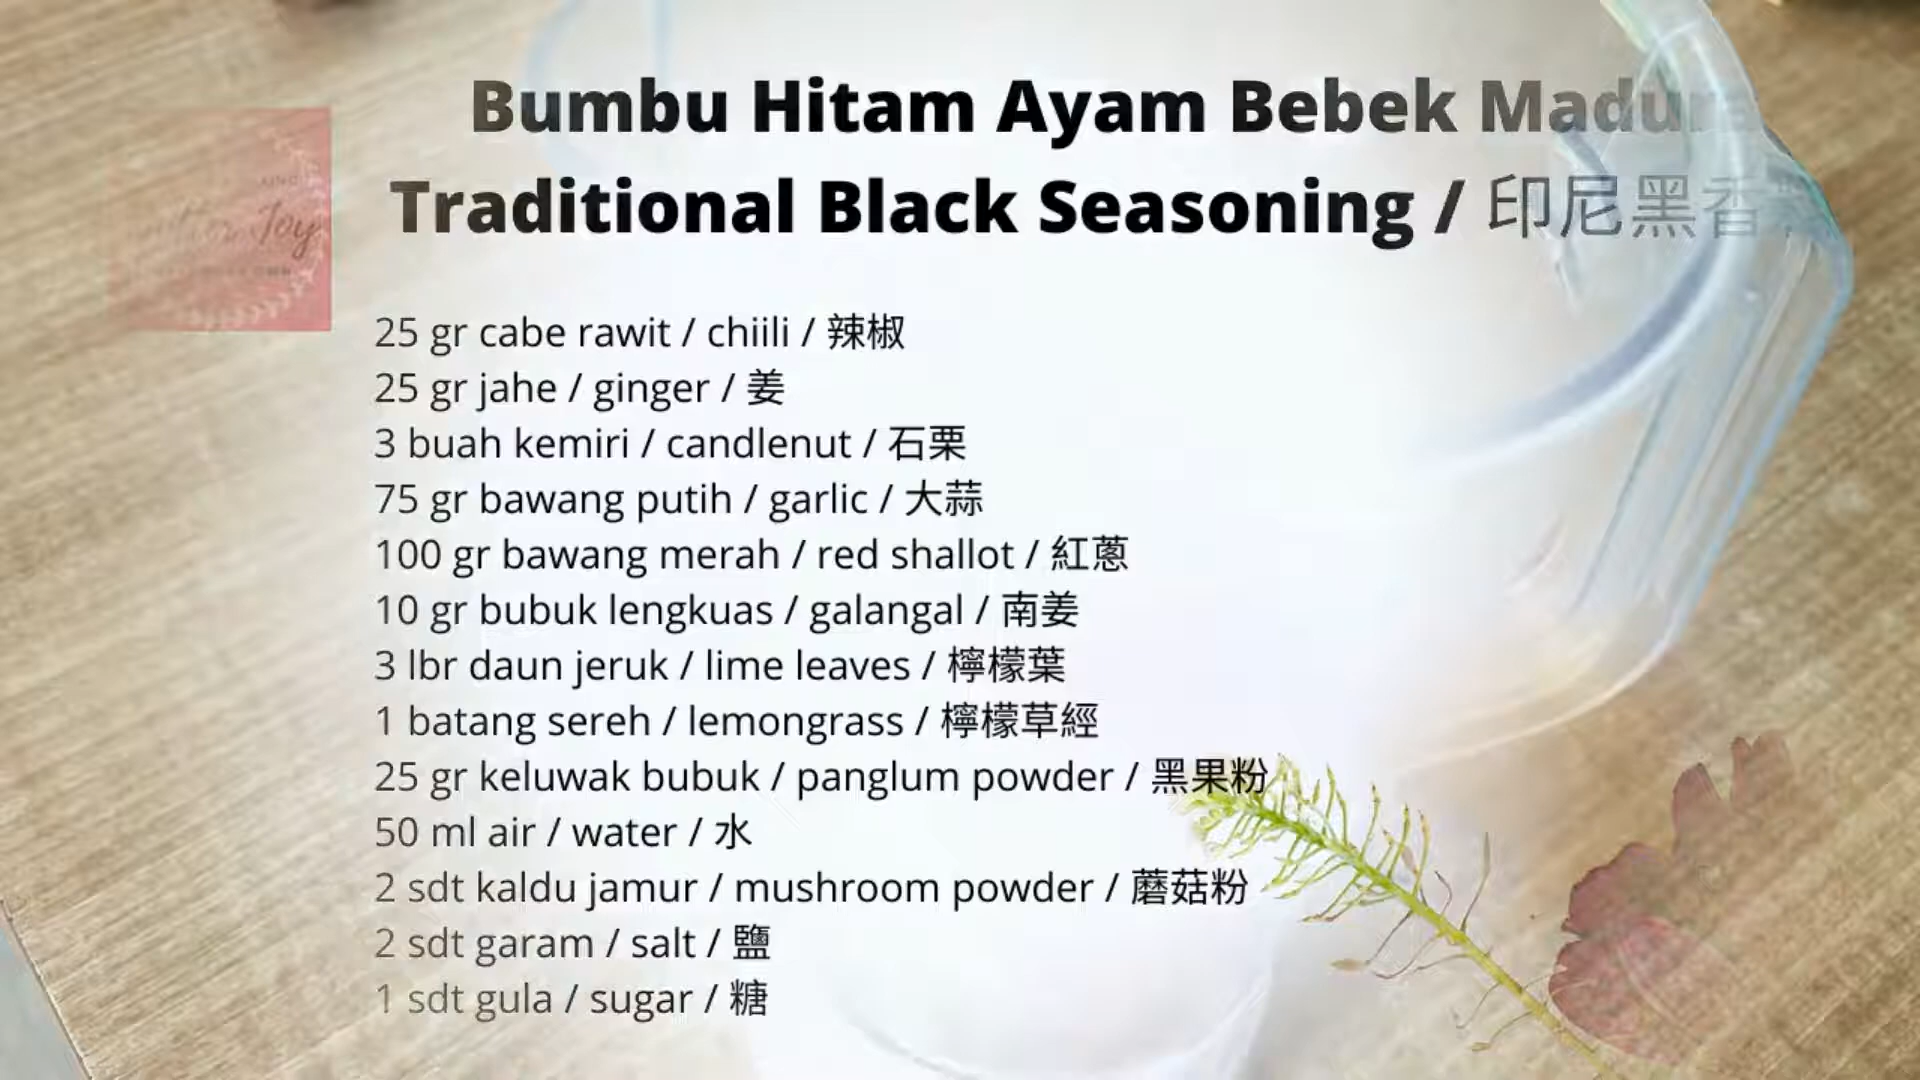 Bumbu Hitam Ayam Bebek Madura
Traditional Black Seasoning / 印尼黑香
Joy
25 gr cabe rawit / chiili / 辣椒
25 gr jahe / ginger / 姜
3 buah kemiri / candlenut / 石栗
75 gr bawang putih / garlic / 大蒜
100 gr bawang merah / red shallot / 紅蔥
10 gr bubuk lengkuas / galangal / 南姜
3 lbr daun jeruk / lime leaves / 檸檬葉
1 batang sereh / lemongrass / 檸檬草經
25 gr keluwak bubuk / panglum powder / 黑果粉
50 ml air / water / 水
2 sdt kaldu jamur / mushroom powder / 蘑菇粉
2 sdt garam / salt / 鹽
1 sdt gula / sugar / 糖